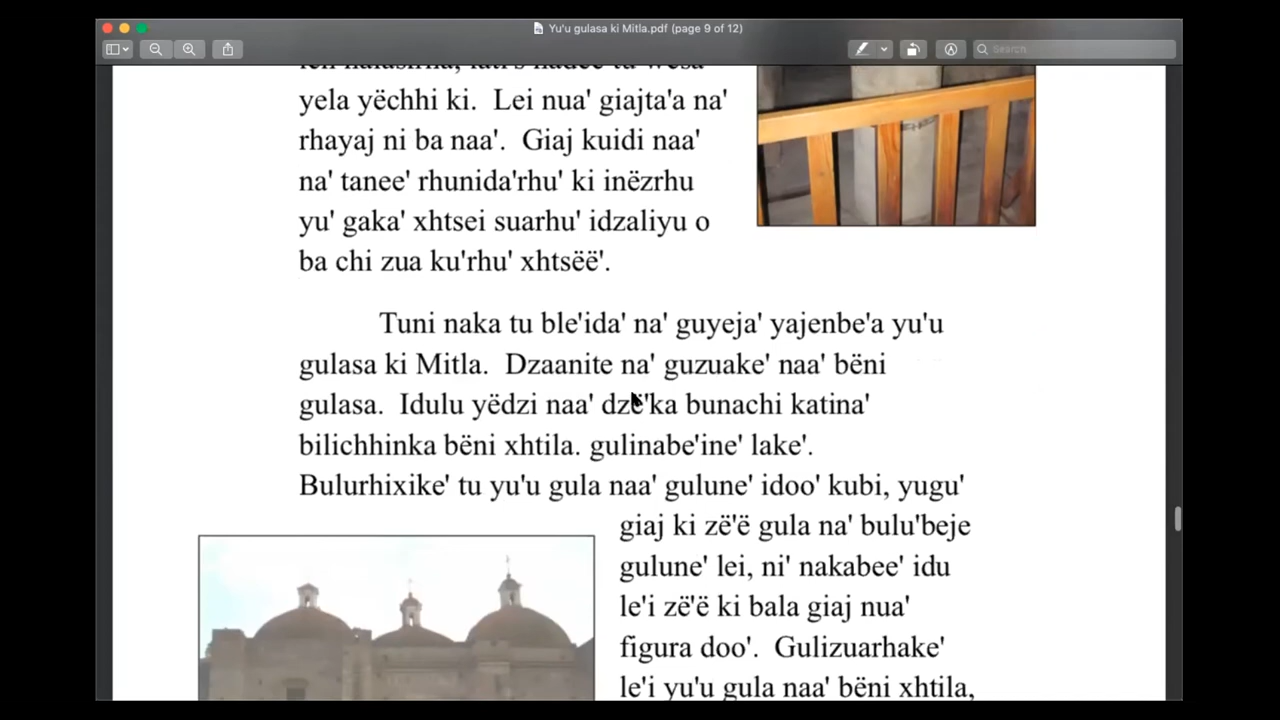 Yu'u gulasa ki Mitla.pdf (page 9 of 12)
Search
yela yëchhi ki. Lei nua' giajta'a na'
rhayaj ni ba naa'. Giaj kuidi naa'
na' tanee' rhunida'rhu' ki inëzrhu
yu' gaka' xhtsei suarhu' idzaliyu o
ba chi zua ku'rhu' xhtsëë'.
Tuni naka tu ble'ida' na' guyeja' yajenbe'a yu'u
gulasa ki Mitla. Dzaanite na' guzuake' naa' bëni
gulasa. Idulu yëdzi naa' dzë'ka bunachi katina'
bilichhinka bëni xhtila. gulinabe'ine' lake'.
Bulurhixike' tu yu'u gula naa' gulune' idoo' kubi, yugu'
giaj ki zë'ë gula na' bulu'beje
gulune' lei, ni' nakabee' idu
le'i zë'ë ki bala giaj nua'
figura doo'. Gulizuarhake'
le'i yu'u gula naa' bëni xhtila,